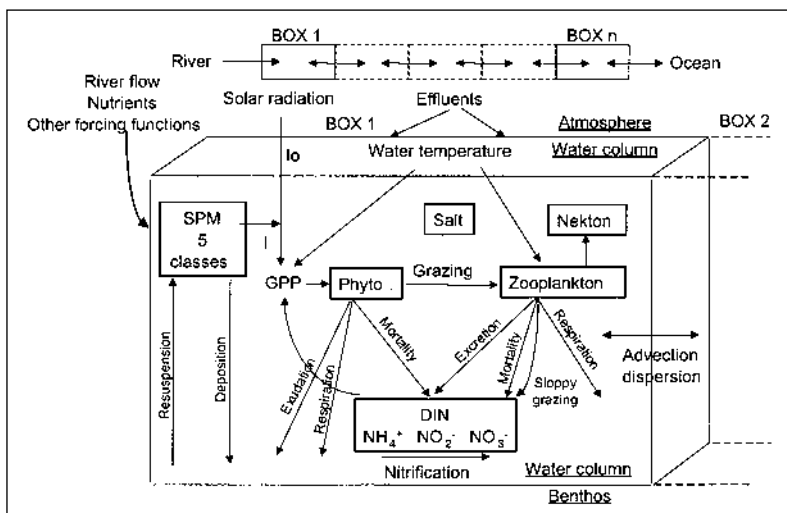 BOX 1
BOX n
River
Ocean
River flow
Nutrients
Other forcing functions
Solar radiation
Effluents
BOX 1
Atmosphere
BOX 2
Water temperature
Water column
Io
SPM
5
classes
I
Salt
Nekton
GPP
Phyto .
Grazing
Zooplankton
Resuspension
Deposition
Exudation
Respiration
Mortality
Excretion
Mortality
Sloppy
grazing
Respiration
Advection
dispersion
DIN
NH₄⁺ NO₂⁻ NO₃⁻
Nitrification
Water column
Benthos